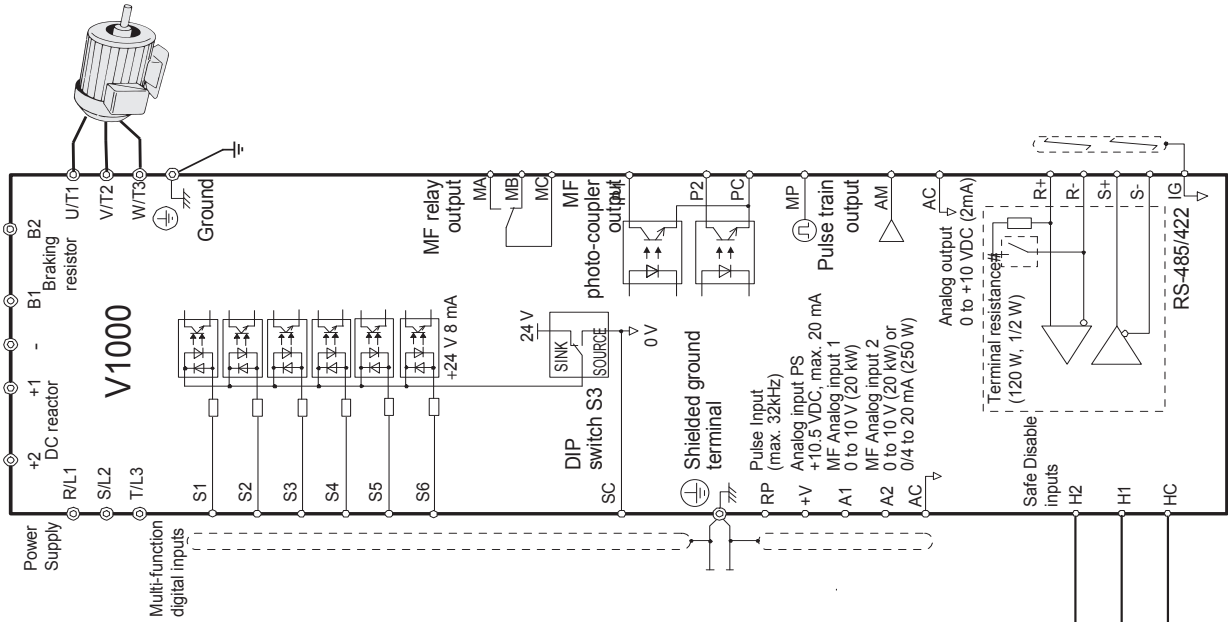 Power
Supply
R/L1
S/L2
T/L3
+2
+1
-
B1
B2
DC reactor
Braking
resistor
V1000
U/T1
V/T2
W/T3
Ground
Multi-function
digital inputs
S1
S2
S3
S4
S5
S6
+24 V 8 mA
24 V
SINK
SOURCE
0 V
DIP
switch S3
SC
MF relay
output
MA
MB
MC
MF
photo-coupler
output
P2
PC
Shielded ground
terminal
RP
Pulse Input
(max. 32kHz)
+V
Analog input PS
+10.5 VDC, max. 20 mA
A1
MF Analog input 1
0 to 10 V (20 kW)
A2
MF Analog input 2
0 to 10 V (20 kW) or
0/4 to 20 mA (250 W)
AC
MP
Pulse train
output
AM
AC
Analog output
0 to +10 VDC (2mA)
Safe Disable
inputs
H2
H1
HC
Terminal resistance#
(120 W, 1/2 W)
R+
R-
S+
S-
IG
RS-485/422